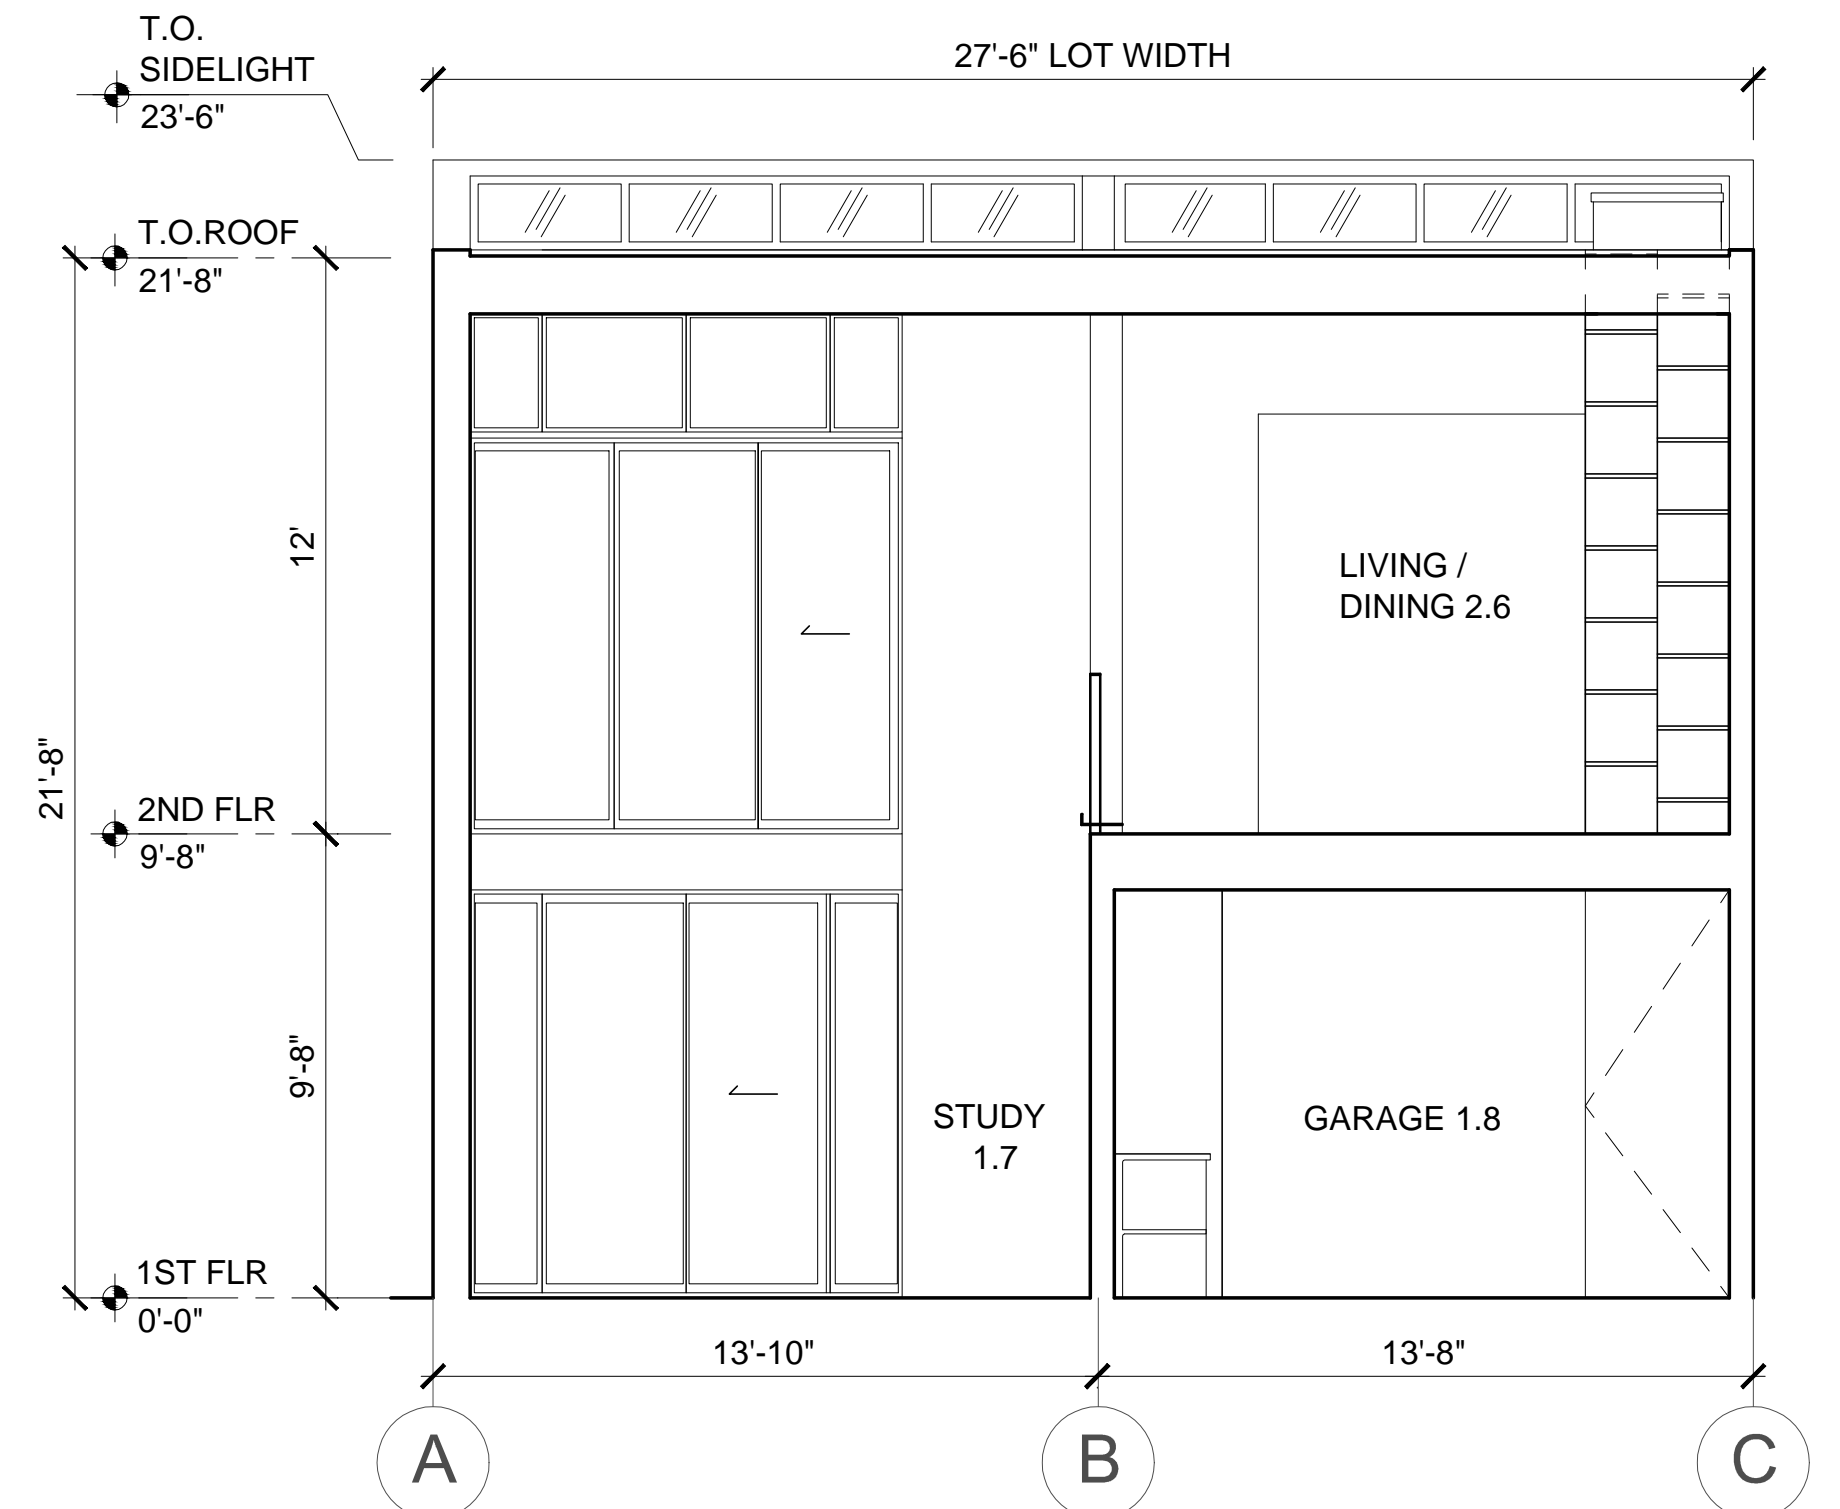 T.O.
SIDELIGHT
23'-6"
27'-6" LOT WIDTH
T.O.ROOF
21'-8"
12'
LIVING /
DINING 2.6
21'-8"
2ND FLR
9'-8"
9'-8"
STUDY
1.7
GARAGE 1.8
1ST FLR
0'-0"
13'-10"
13'-8"
A
B
C